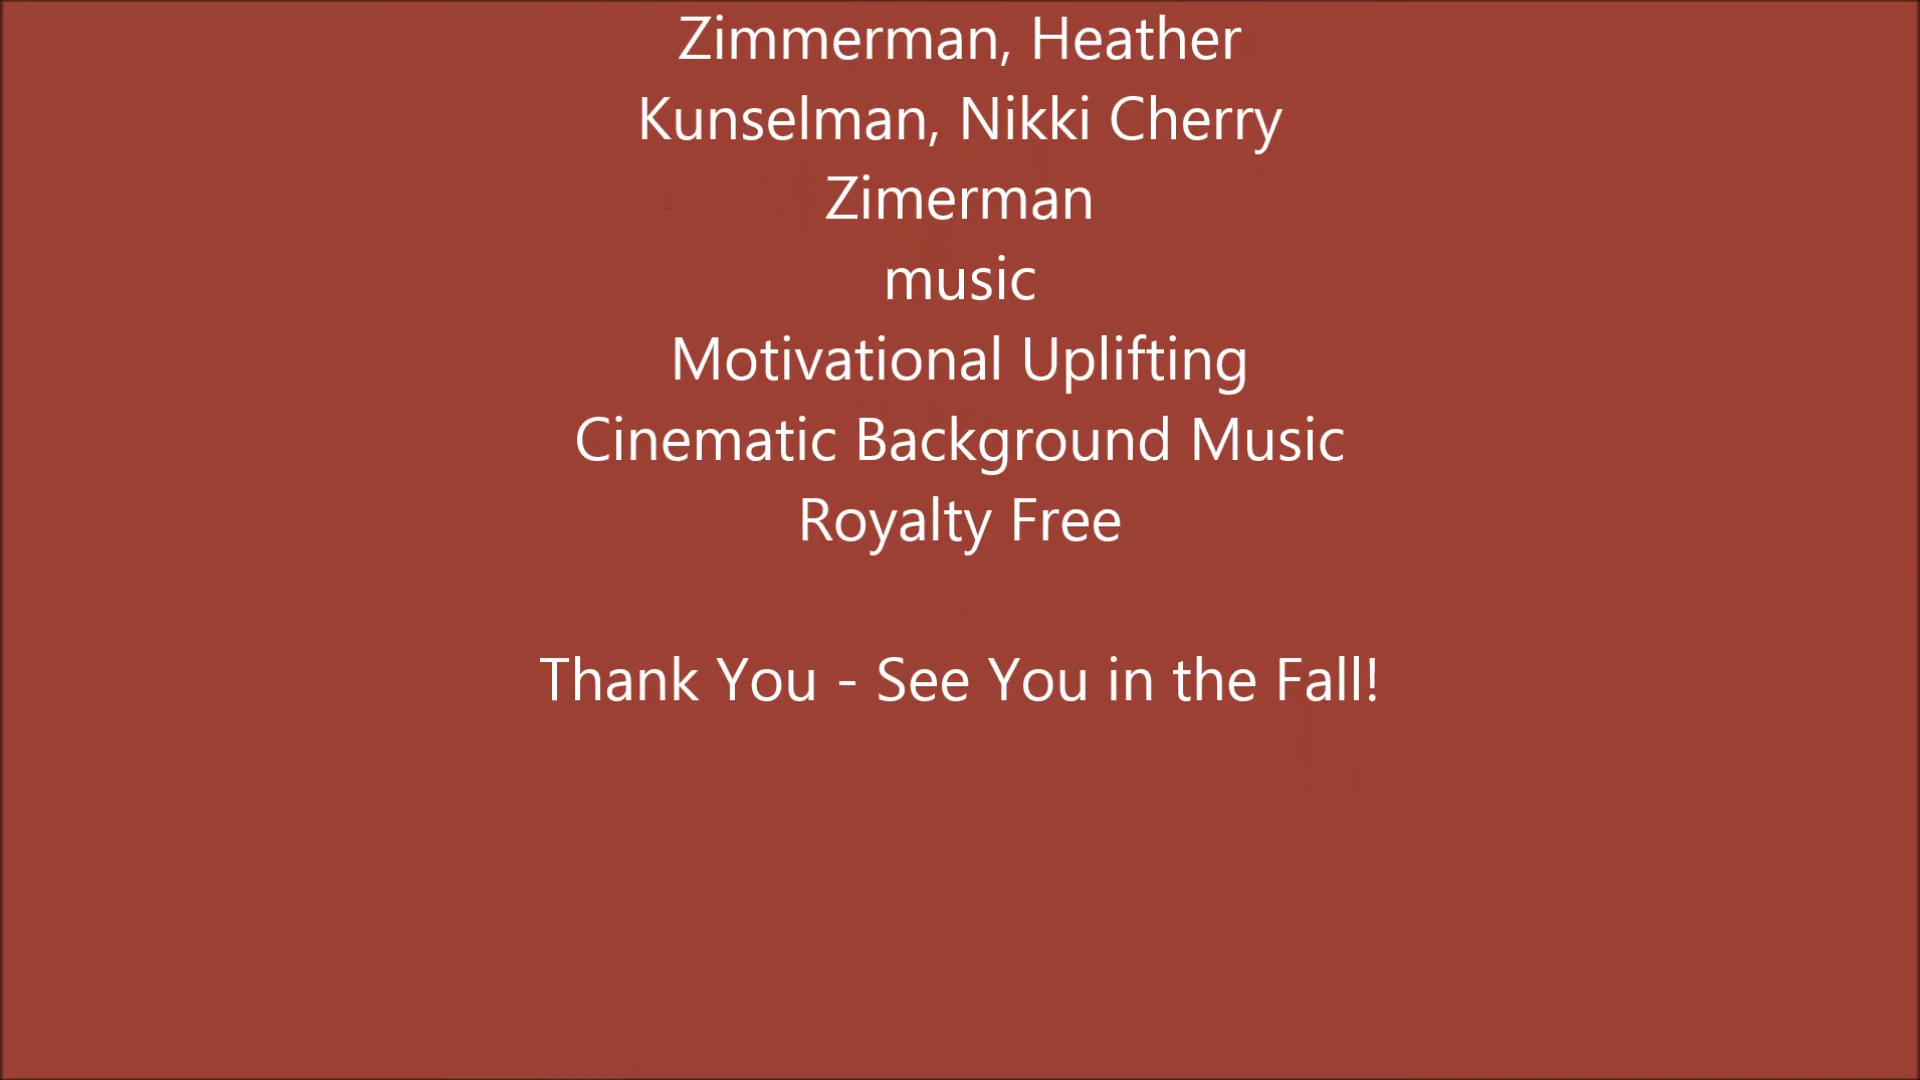 Zimmerman, Heather
Kunselman, Nikki Cherry
Zimerman
music
Motivational Uplifting
Cinematic Background Music
Royalty Free
Thank You - See You in the Fall!